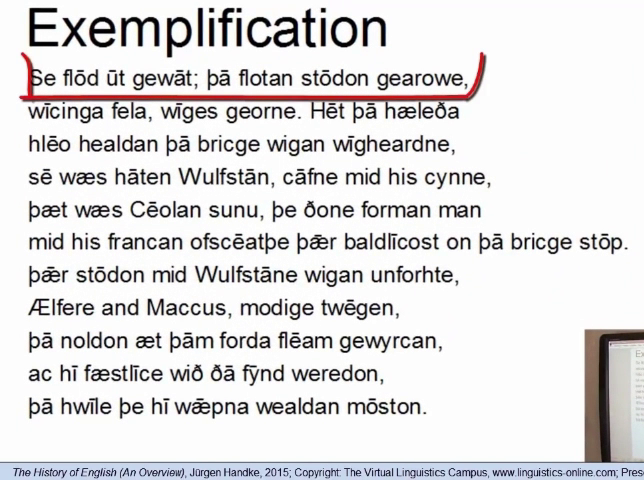 Exemplification
Se flōd ūt gewāt; þā flotan stōdon gearowe,
wīcinga fela, wīges georne. Hēt þā hæleða
hlēo healdan þā bricge wigan wīgheardne,
sē wæs hāten Wulfstān, cāfne mid his cynne,
þæt wæs Cēolan sunu, þe ðone forman man
mid his francan ofscēatþe þǣr baldlīcost on þā bricge stōp.
þǣr stōdon mid Wulfstāne wigan unforhte,
Ælfere and Maccus, modige twēgen,
þā noldon æt þām forda flēam gewyrcan,
ac hī fæstlīce wið ðā fȳnd weredon,
þā hwīle þe hī wǣpna wealdan mōston.
The History of English (An Overview), Jürgen Handke, 2015; Copyright: The Virtual Linguistics Campus, www.linguistics-online.com;